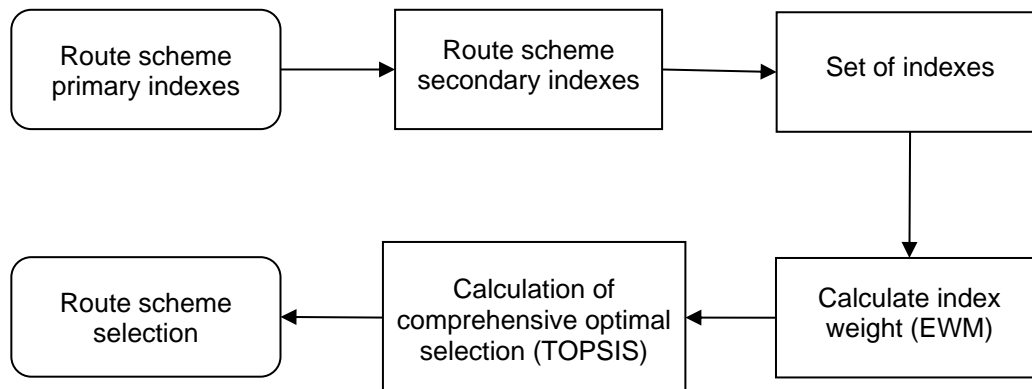 Route scheme
primary indexes
Route scheme
secondary indexes
Set of indexes
Route scheme
selection
Calculation of
comprehensive optimal
selection (TOPSIS)
Calculate index
weight (EWM)